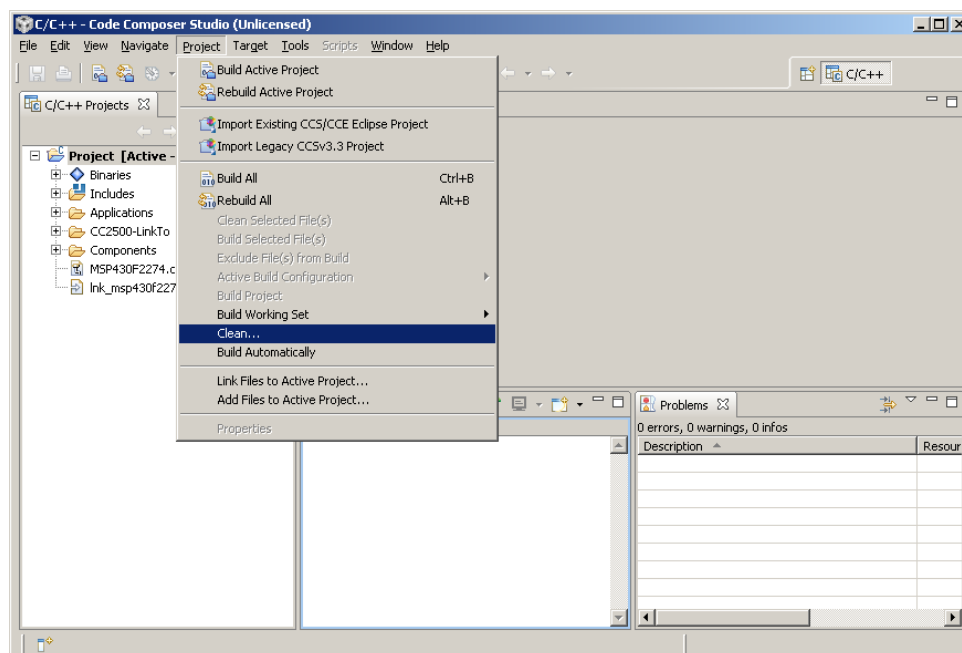 C/C++ - Code Composer Studio (Unlicensed)
File Edit View Navigate Project Target Tools Scripts Window Help
C/C++
C/C++ Projects
Project [Active -
Binaries
Includes
Applications
CC2500-LinkTo
Components
MSP430F2274.c
lnk_msp430f227
Build Active Project
Rebuild Active Project
Import Existing CCS/CCE Eclipse Project
Import Legacy CCSv3.3 Project
Build All Ctrl+B
Rebuild All Alt+B
Clean Selected File(s)
Build Selected File(s)
Exclude File(s) from Build
Active Build Configuration
Build Project
Build Working Set
Clean...
Build Automatically
Link Files to Active Project...
Add Files to Active Project...
Properties
Problems
0 errors, 0 warnings, 0 infos
Description Resour